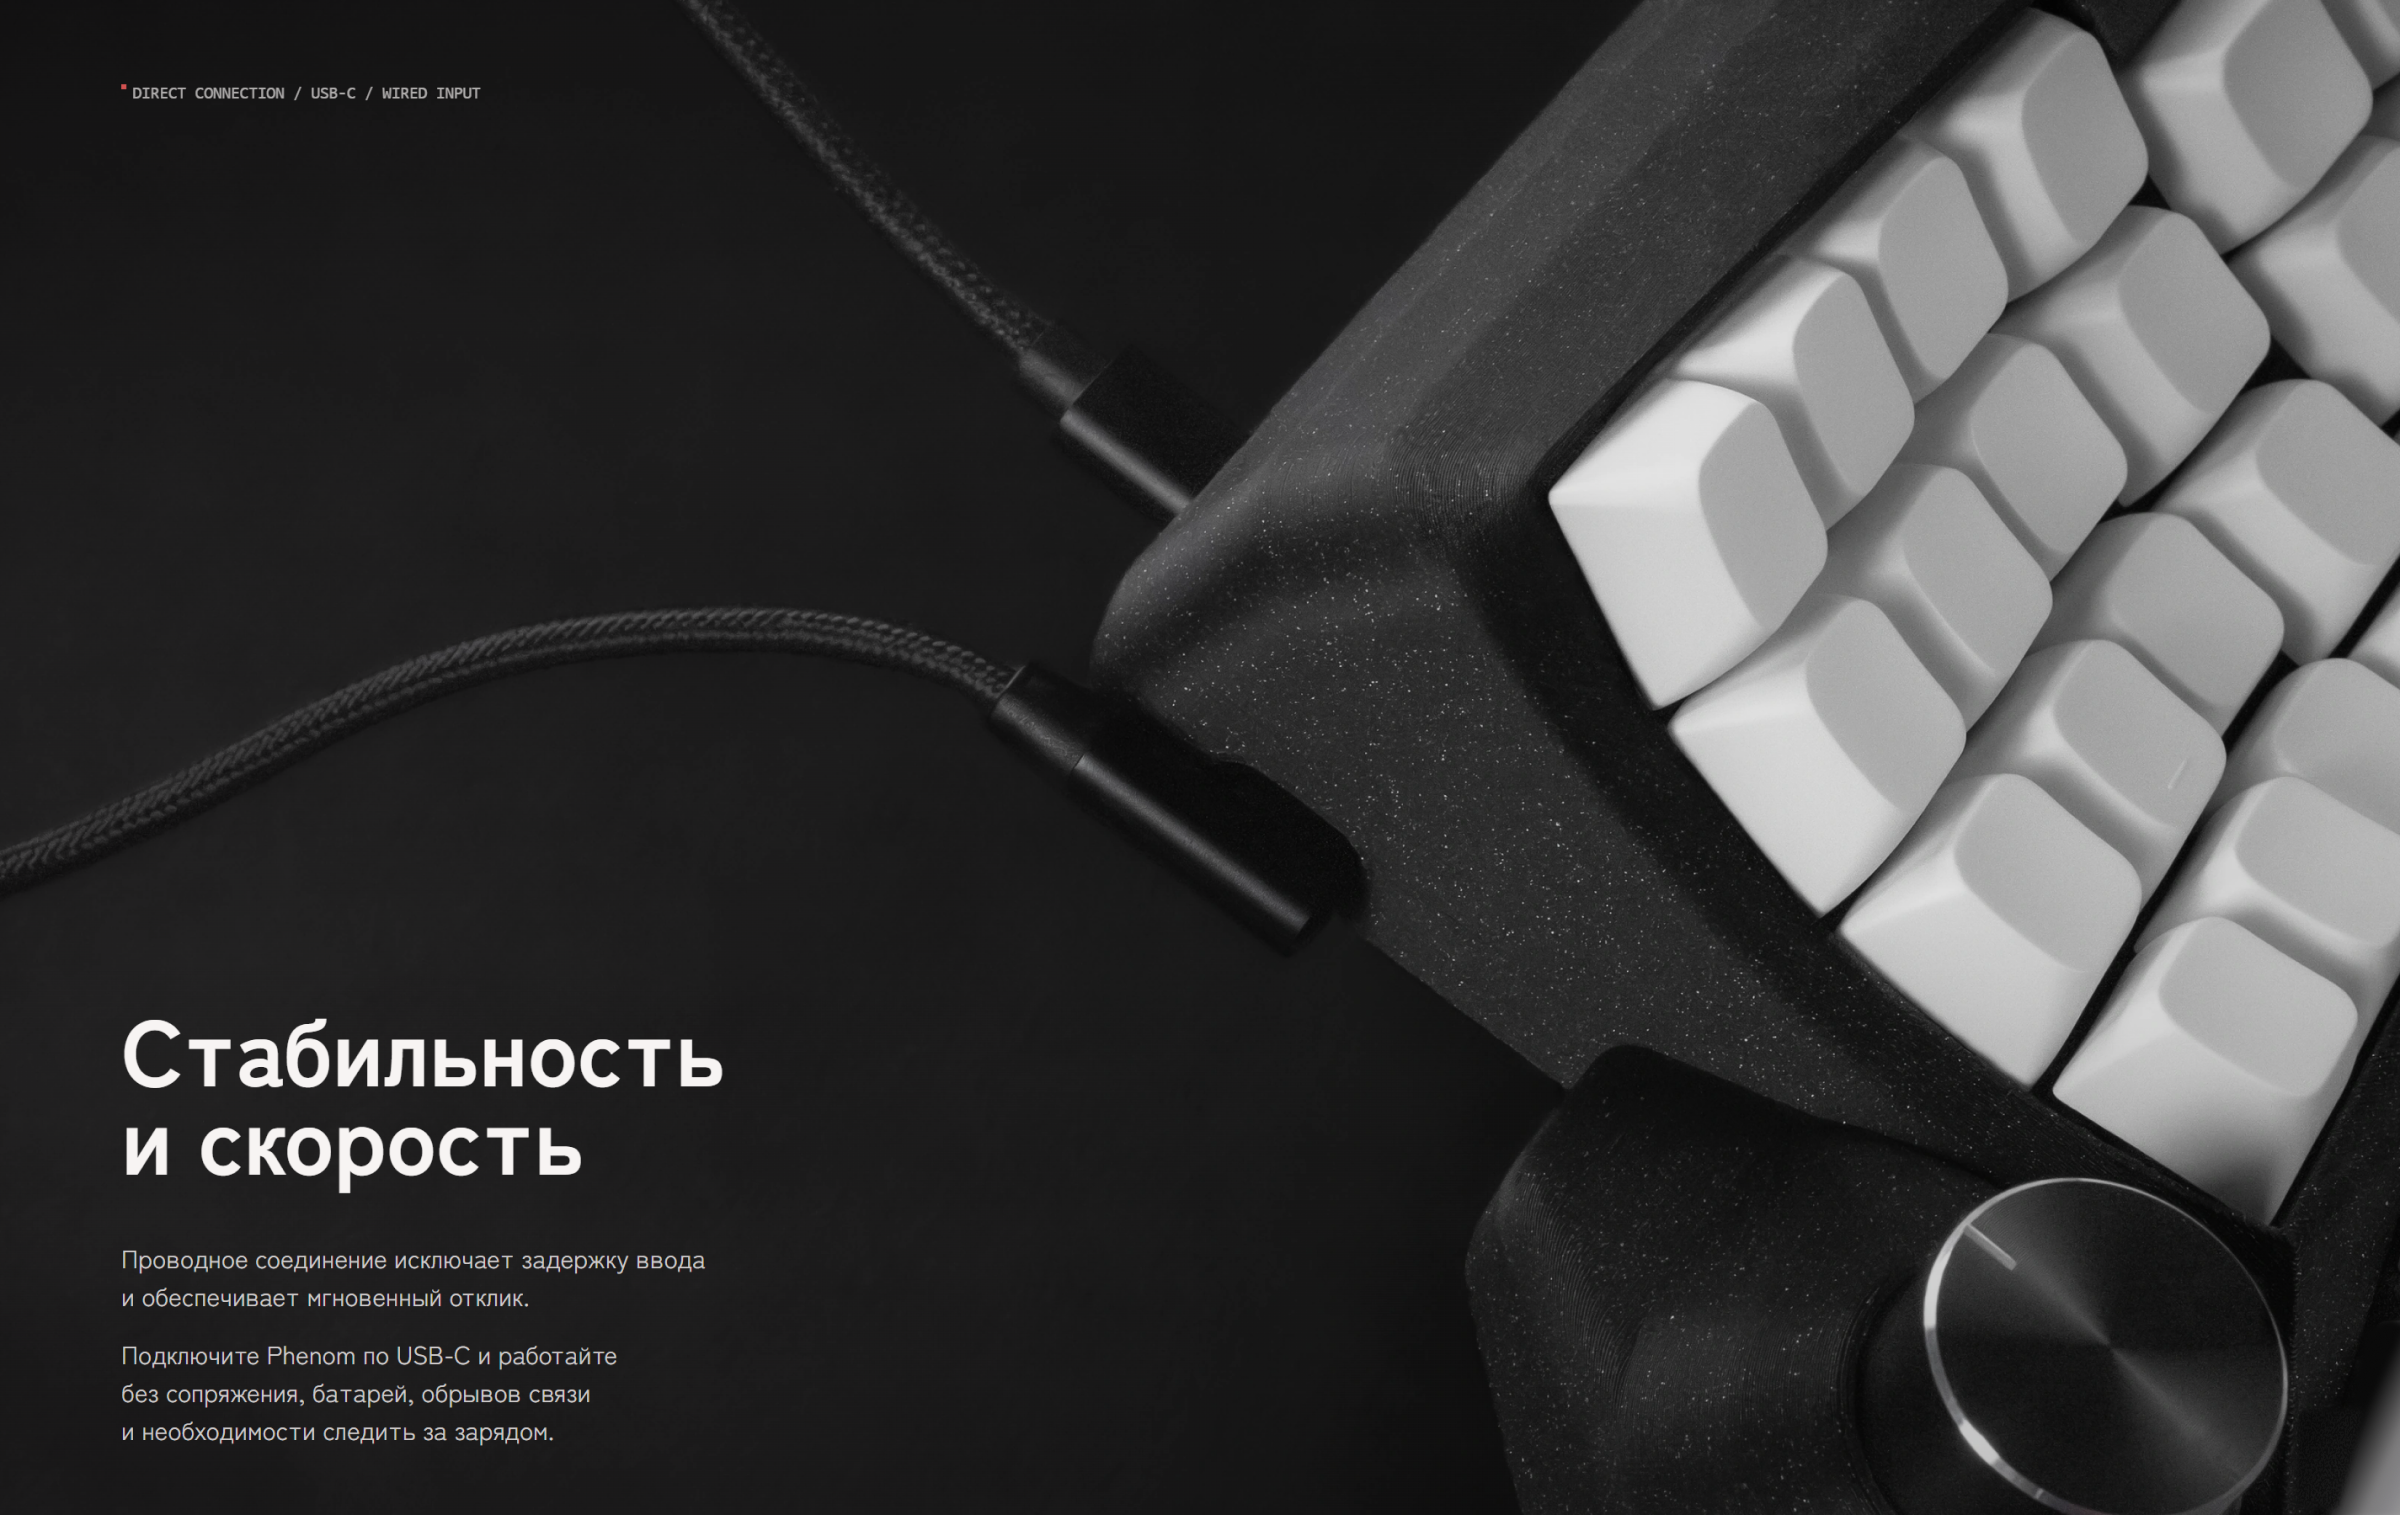 DIRECT CONNECTION / USB-C / WIRED INPUT
Стабильность
и скорость
Проводное соединение исключает задержку ввода
и обеспечивает мгновенный отклик.
Подключите Phenom по USB-C и работайте
без сопряжения, батарей, обрывов связи
и необходимости следить за зарядом.